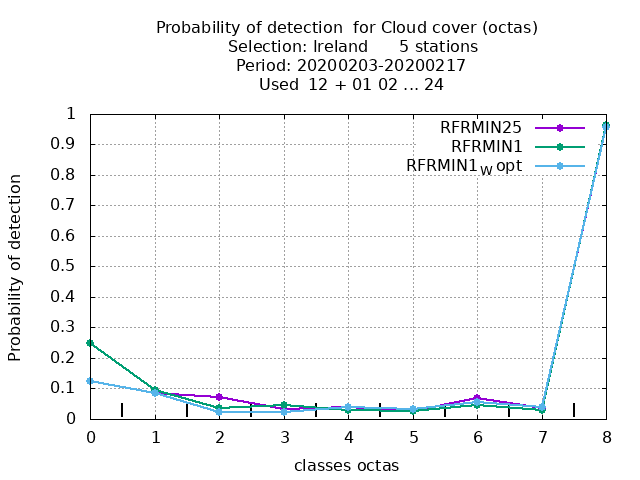 Probability of detection  for Cloud cover (octas)
Selection: Ireland      5 stations
Period: 20200203-20200217
Used  12 + 01 02 ... 24
RFRMIN25
RFRMIN1
RFRMIN1W opt
Probability of detection
1
0.9
0.8
0.7
0.6
0.5
0.4
0.3
0.2
0.1
0
0 1 2 3 4 5 6 7 8
classes octas